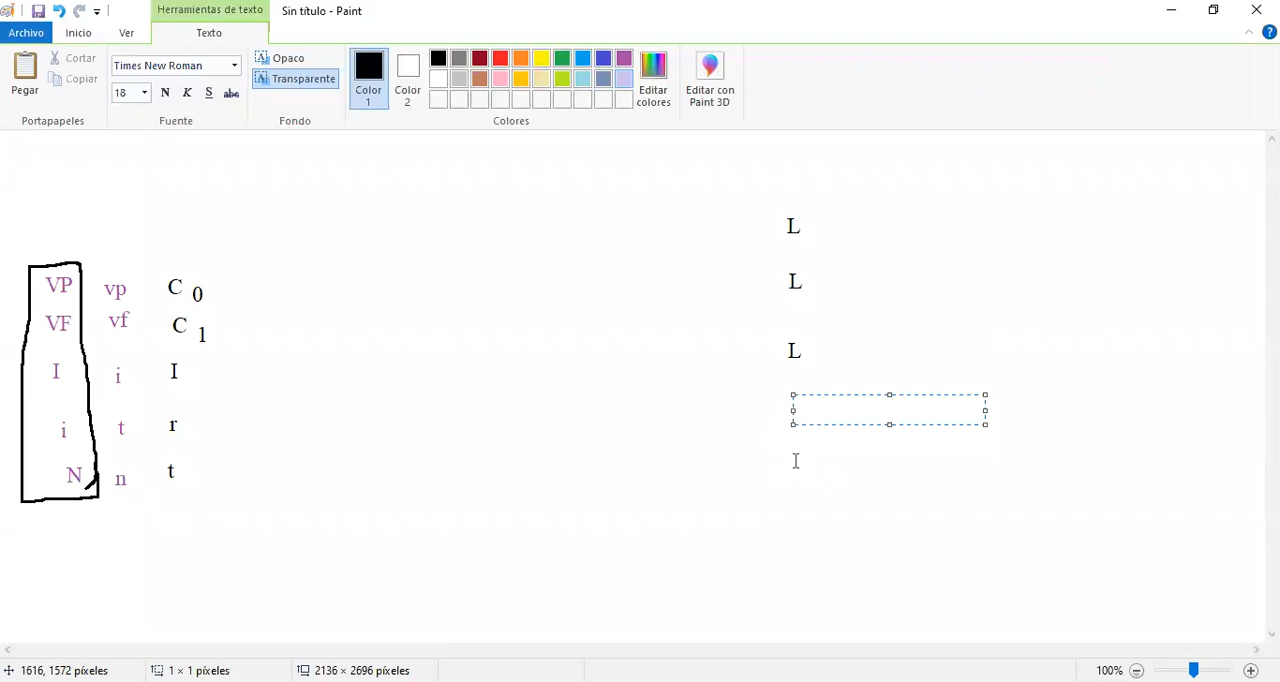 Herramientas de texto
Sin título - Paint
Archivo Inicio Ver Texto
Pegar
Cortar
Copiar
Portapapeles
Times New Roman
18 N K S abc
Fuente
Opaco
Transparente
Fondo
Color 1
Color 2
Editar colores
Colores
Editar con Paint 3D
L
VP vp C 0
L
VF vf C 1
L
I i I
i t r
N n t
1616, 1572 píxeles
1 × 1 píxeles
2136 × 2696 píxeles
100%